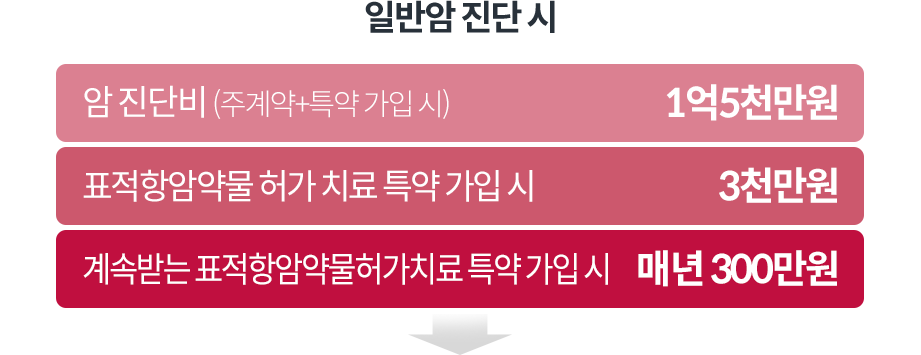 일반암 진단 시
암 진단비 (주계약+특약 가입 시) 1억5천만원
표적항암약물 허가 치료 특약 가입 시 3천만원
계속받는 표적항암약물허가치료 특약 가입 시 매년 300만원